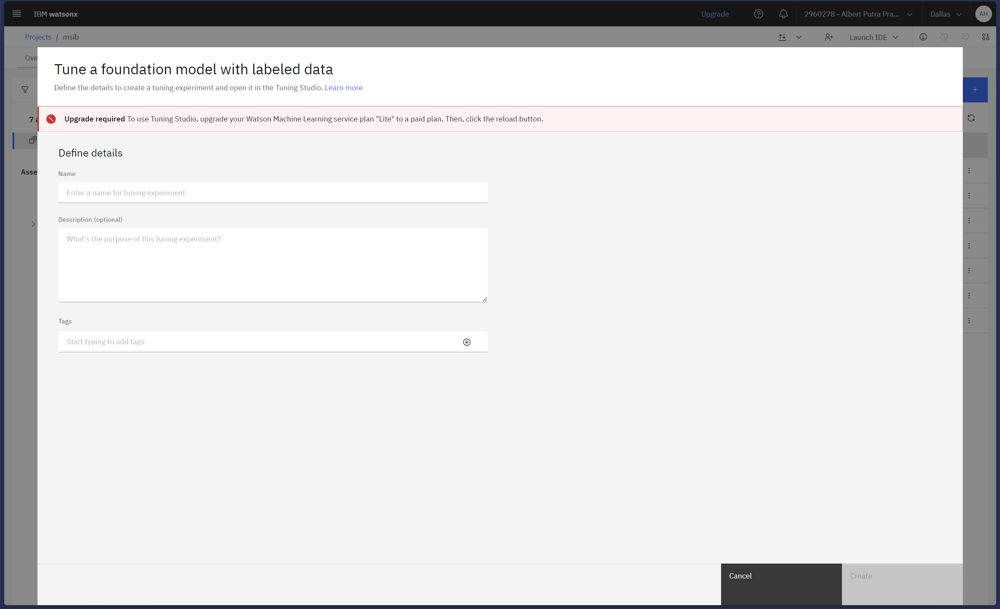 IBM watsonx
Upgrade
2960278 - Albert Putra Pra...
Dallas
AH
Projects / msib
Launch IDE
Ove
Tune a foundation model with labeled data
Define the details to create a tuning experiment and open it in the Tuning Studio. Learn more
7 a
Upgrade required To use Tuning Studio, upgrade your Watson Machine Learning service plan "Lite" to a paid plan. Then, click the reload button.
Define details
Asse
Name
Enter a name for tuning experiment
Description (optional)
What's the purpose of this tuning experiment?
Tags
Start typing to add tags
Cancel
Create